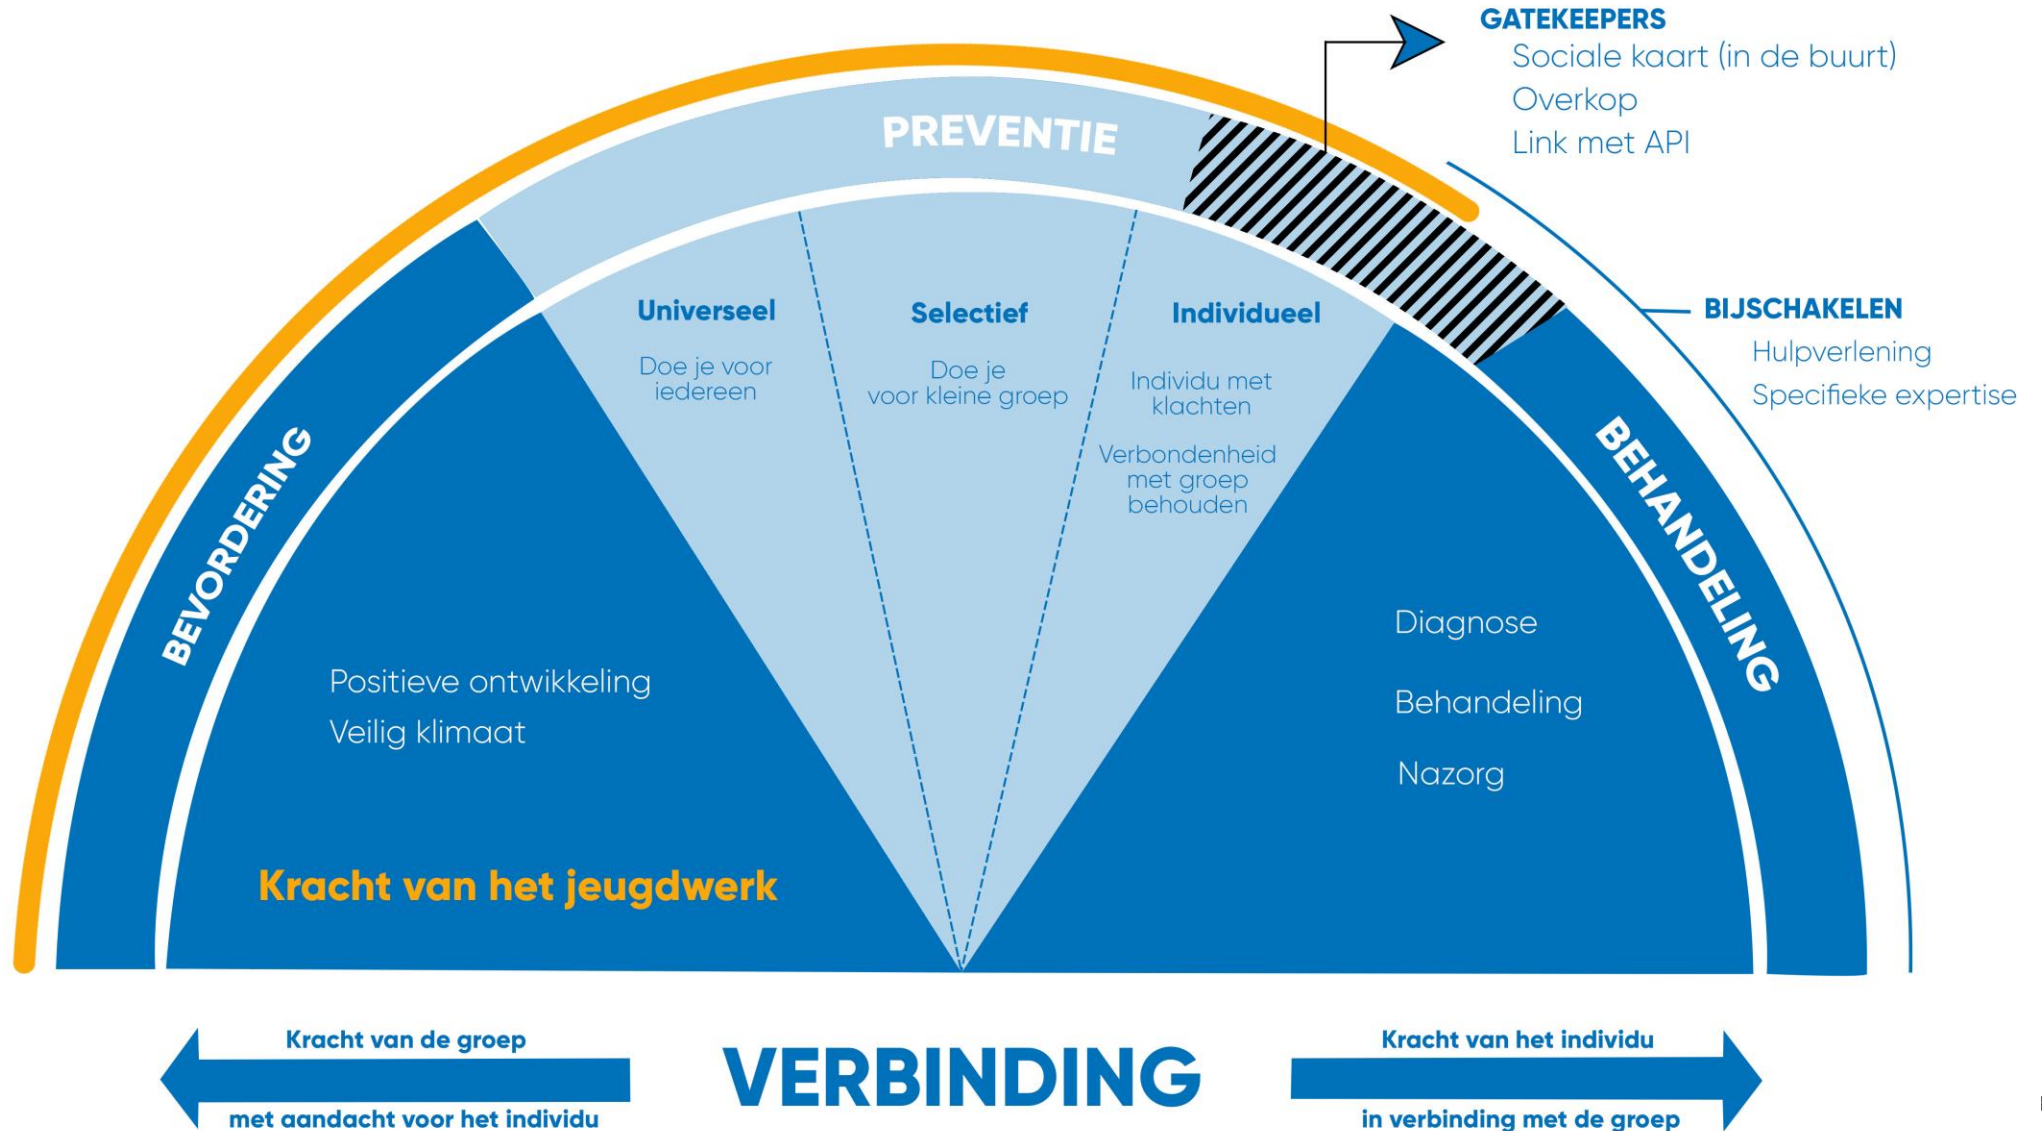 GATEKEEPERS
Sociale kaart (in de buurt)
Overkop
Link met API
PREVENTIE
BIJSCHAKELEN
Hulpverlening
Specifieke expertise
BEVORDERING
Universeel
Doe je voor
iedereen
Selectief
Doe je
voor kleine groep
Individueel
Individu met
klachten
Verbondenheid
met groep
behouden
BEHANDELING
Positieve ontwikkeling
Veilig klimaat
Kracht van het jeugdwerk
Diagnose
Behandeling
Nazorg
Kracht van de groep
met aandacht voor het individu
VERBINDING
Kracht van het individu
in verbinding met de groep